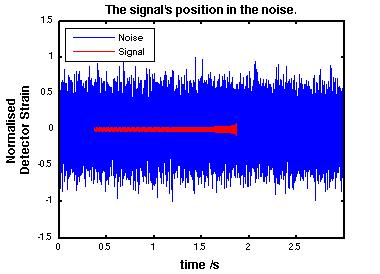 The signal's position in the noise.
Noise
Signal
Normalised
Detector Strain
1.5
1
0.5
0
-0.5
-1
-1.5
0
0.5
1
1.5
2
2.5
time /s